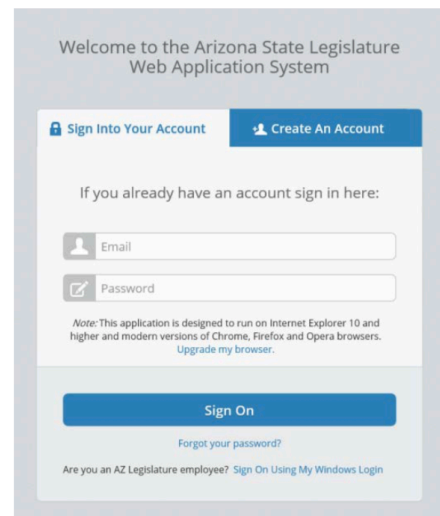 Welcome to the Arizona State Legislature
Web Application System
Sign Into Your Account
Create An Account
If you already have an account sign in here:
Email
Password
Note: This application is designed to run on Internet Explorer 10 and
higher and modern versions of Chrome, Firefox and Opera browsers.
Upgrade my browser.
Sign On
Forgot your password?
Are you an AZ Legislature employee? Sign On Using My Windows Login